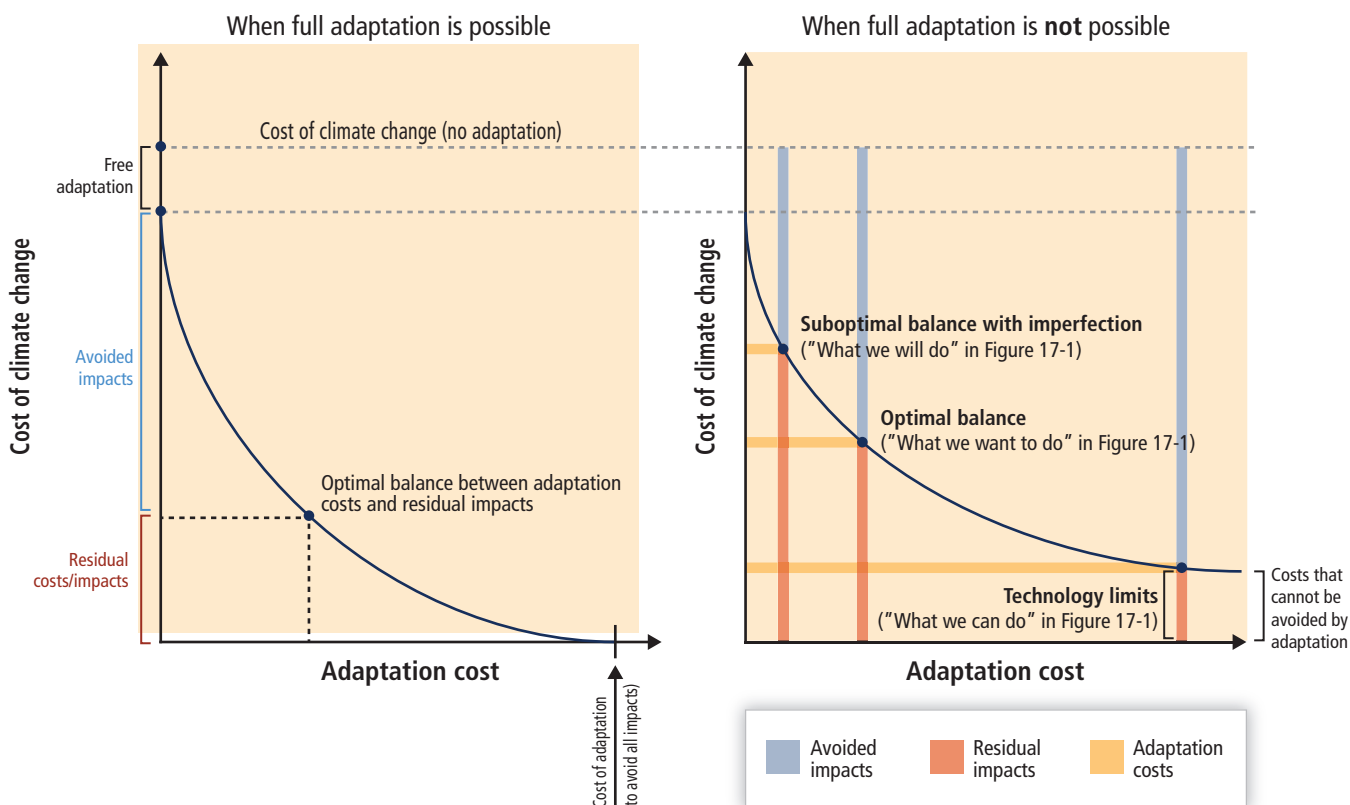 When full adaptation is possible
Cost of climate change (no adaptation)
Free
adaptation
Avoided
impacts
Residual
costs/impacts
Cost of climate change
Optimal balance between adaptation
costs and residual impacts
Adaptation cost
Cost of adaptation
to avoid all impacts)
When full adaptation is not possible
Cost of climate change
Suboptimal balance with imperfection
("What we will do" in Figure 17-1)
Optimal balance
("What we want to do" in Figure 17-1)
Technology limits
("What we can do" in Figure 17-1)
Costs that
cannot be
avoided by
adaptation
Adaptation cost
Avoided
impacts
Residual
impacts
Adaptation
costs